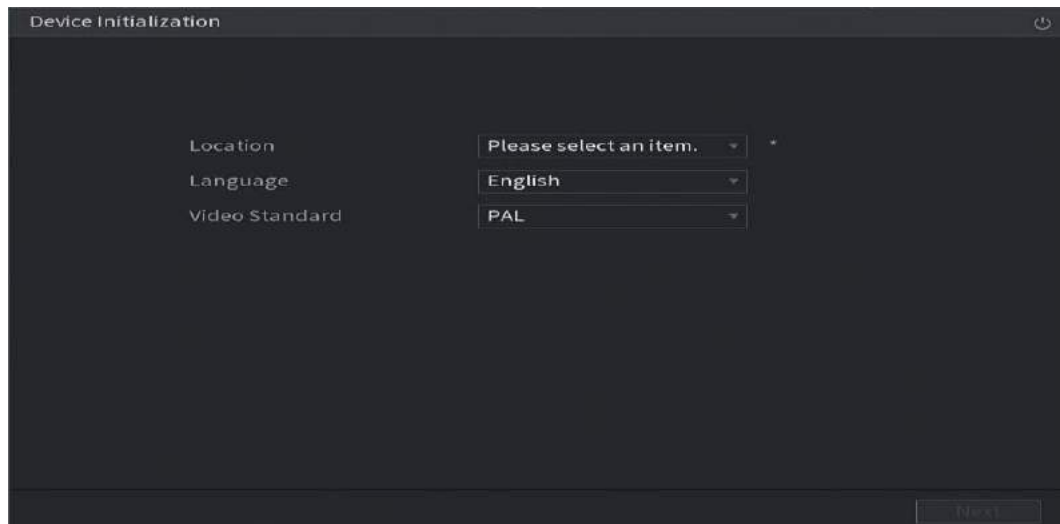 Device Initialization
Location Please select an item. *
Language English
Video Standard PAL
Next